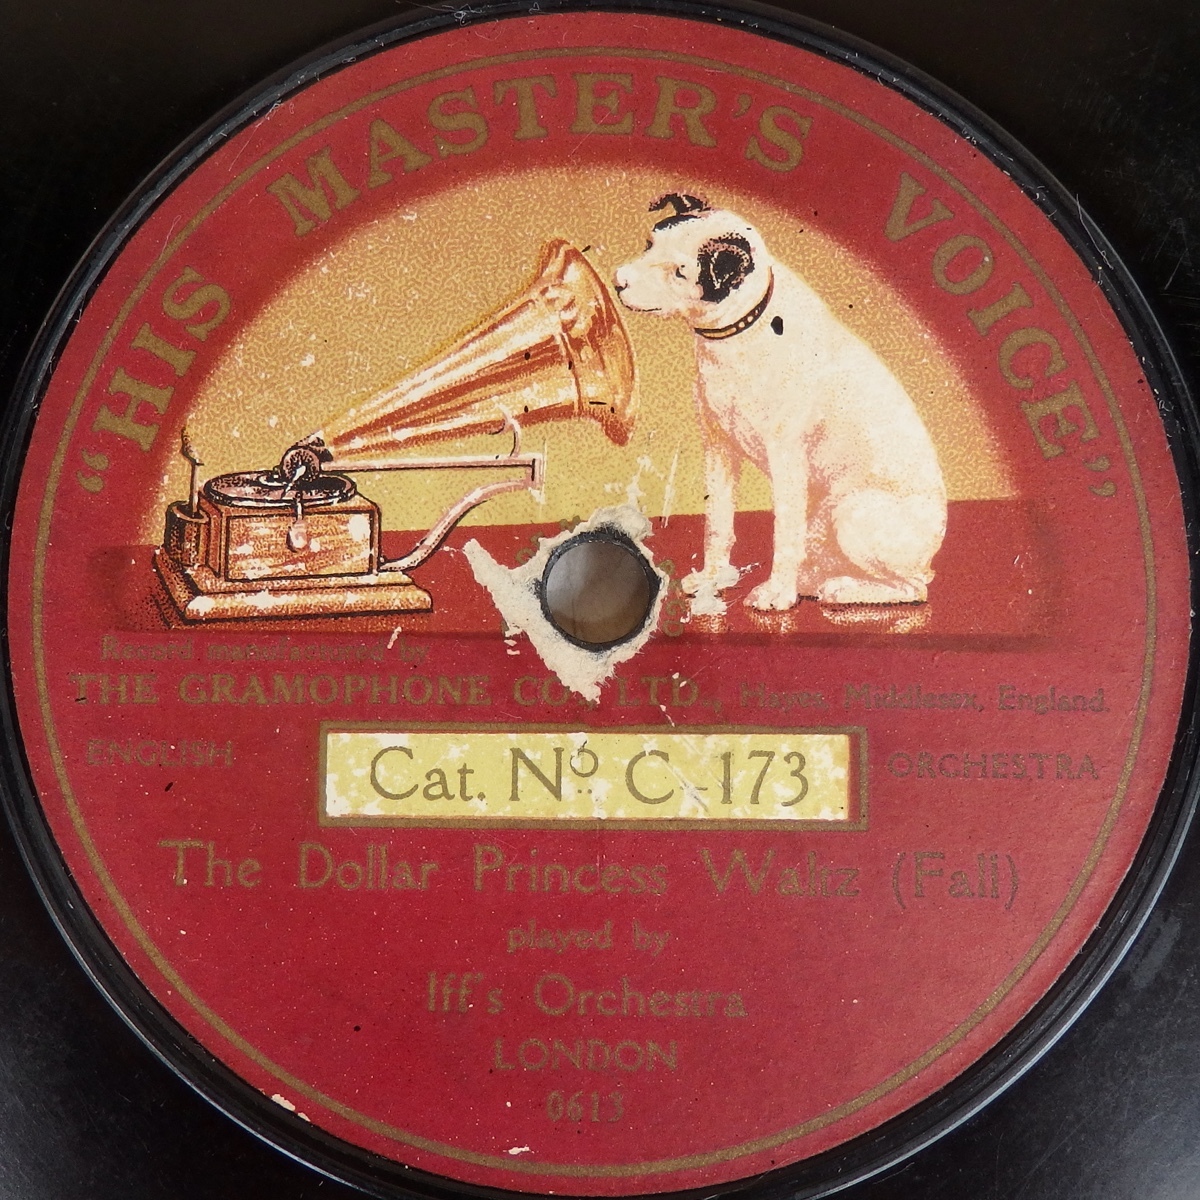 "HIS MASTER'S VOICE"
Record manufactured by
THE GRAMOPHONE CO., LTD., Hayes, Middlesex, England.
ENGLISH
Cat. Nº C-173
ORCHESTRA
The Dollar Princess Waltz (Fall)
played by
Iff's Orchestra
LONDON
0613